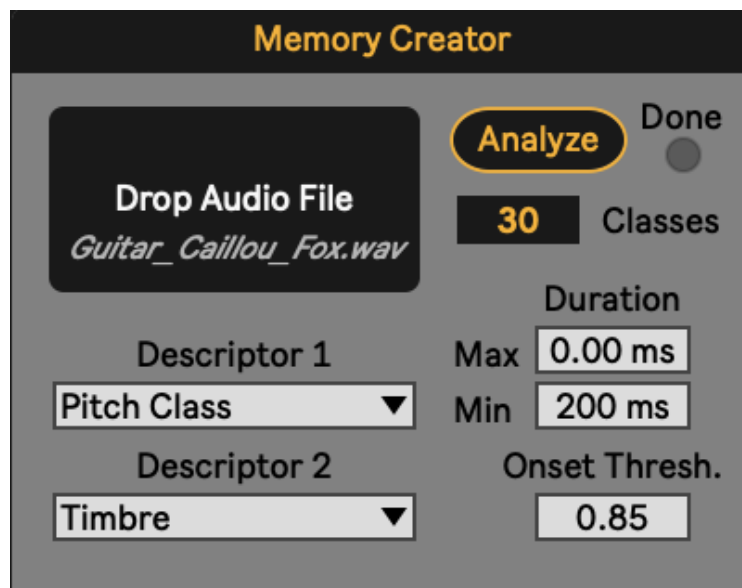 Memory Creator
Drop Audio File
Guitar_Caillou_Fox.wav
Analyze
Done
30 Classes
Descriptor 1
Pitch Class
Descriptor 2
Timbre
Duration
Max 0.00 ms
Min 200 ms
Onset Thresh.
0.85